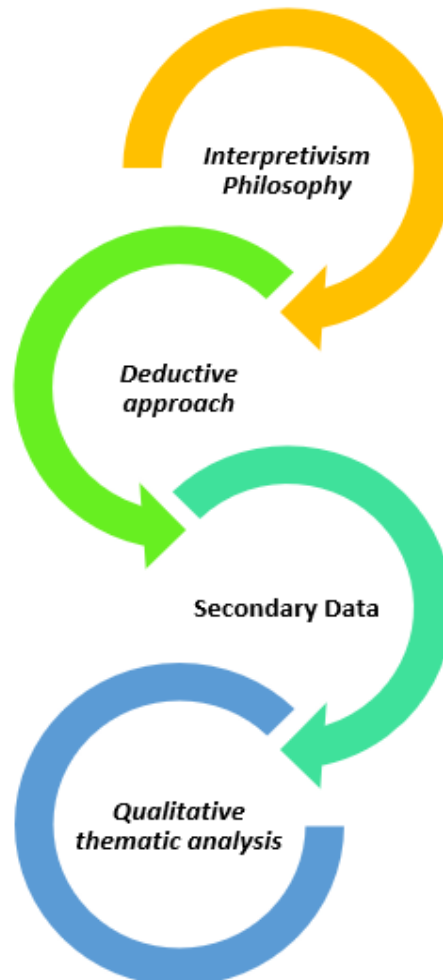 Interpretivism
Philosophy
Deductive
approach
Secondary Data
Qualitative
thematic analysis